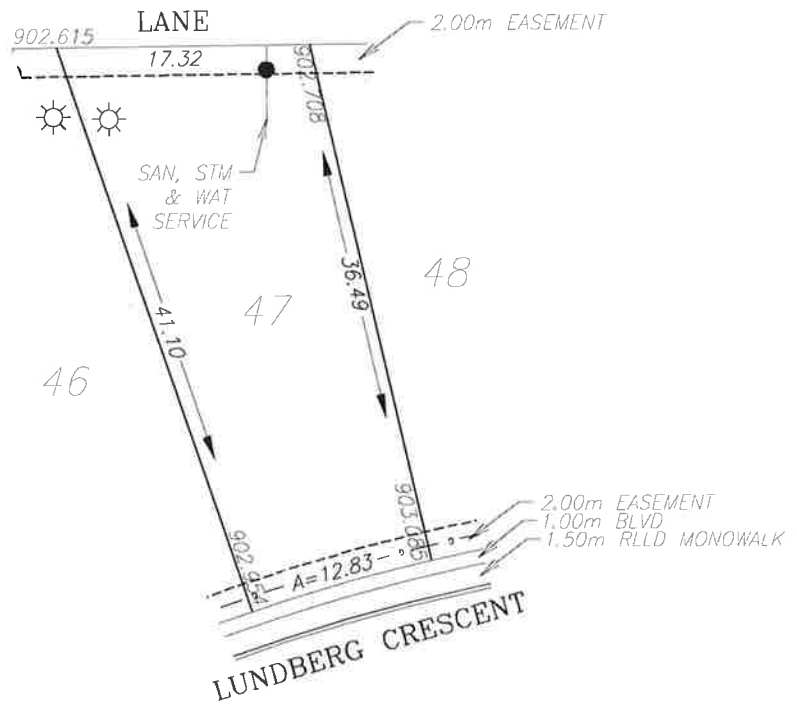 LANE
2.00m EASEMENT
902.615
17.32
902.708
SAN, STM
& WAT
SERVICE
36.49
48
47
41.10
46
903.085
2.00m EASEMENT
1.00m BLVD
1.50m RLLD MONOWALK
A=12.83
LUNDBERG CRESCENT